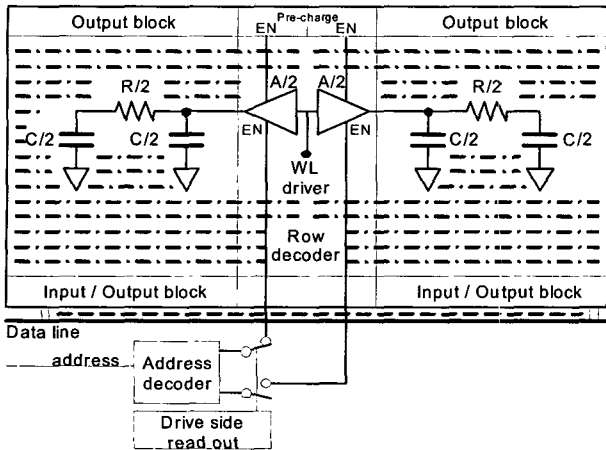 Output block
EN
Pre-charge
EN
Output block
R/2
A/2
A/2
R/2
C/2
C/2
EN
EN
C/2
C/2
WL
driver
Row
decoder
Input / Output block
Input / Output block
Data line
address
Address
decoder
Drive side
read out